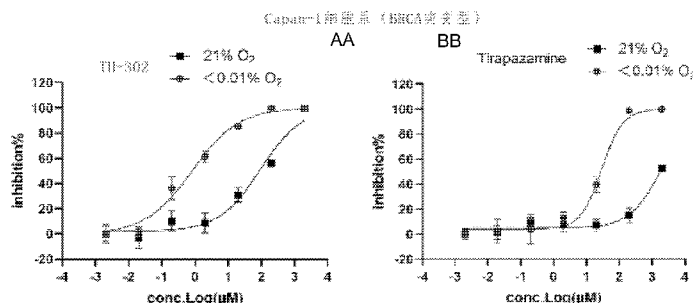 Capan-1细胞系（BRCA突变型）
AA
BB
TH-302
21% O₂
<0.01% O₂
Tirapazamine
21% O₂
<0.01% O₂
inhibition%
120
100
80
60
40
20
0
-20
-4 -3 -2 -1 0 1 2 3 4
conc.Log(μM)
inhibition%
120
100
80
60
40
20
0
-20
-4 -3 -2 -1 0 1 2 3 4
conc.Log(μM)